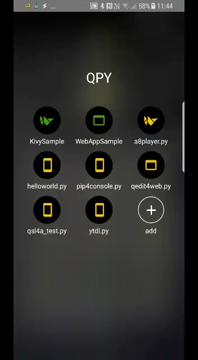 58% 11:44
QPY
KivySample WebAppSample a8player.py
helloworld.py pip4console.py qedit4web.py
qsl4a_test.py ytdl.py add